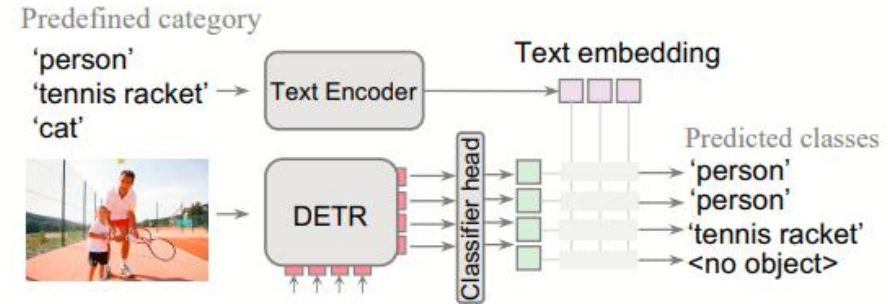 Predefined category
'person'
'tennis racket'
'cat'
Text Encoder
Text embedding
DETR
Classifier head
Predicted classes
'person'
'person'
'tennis racket'
<no object>